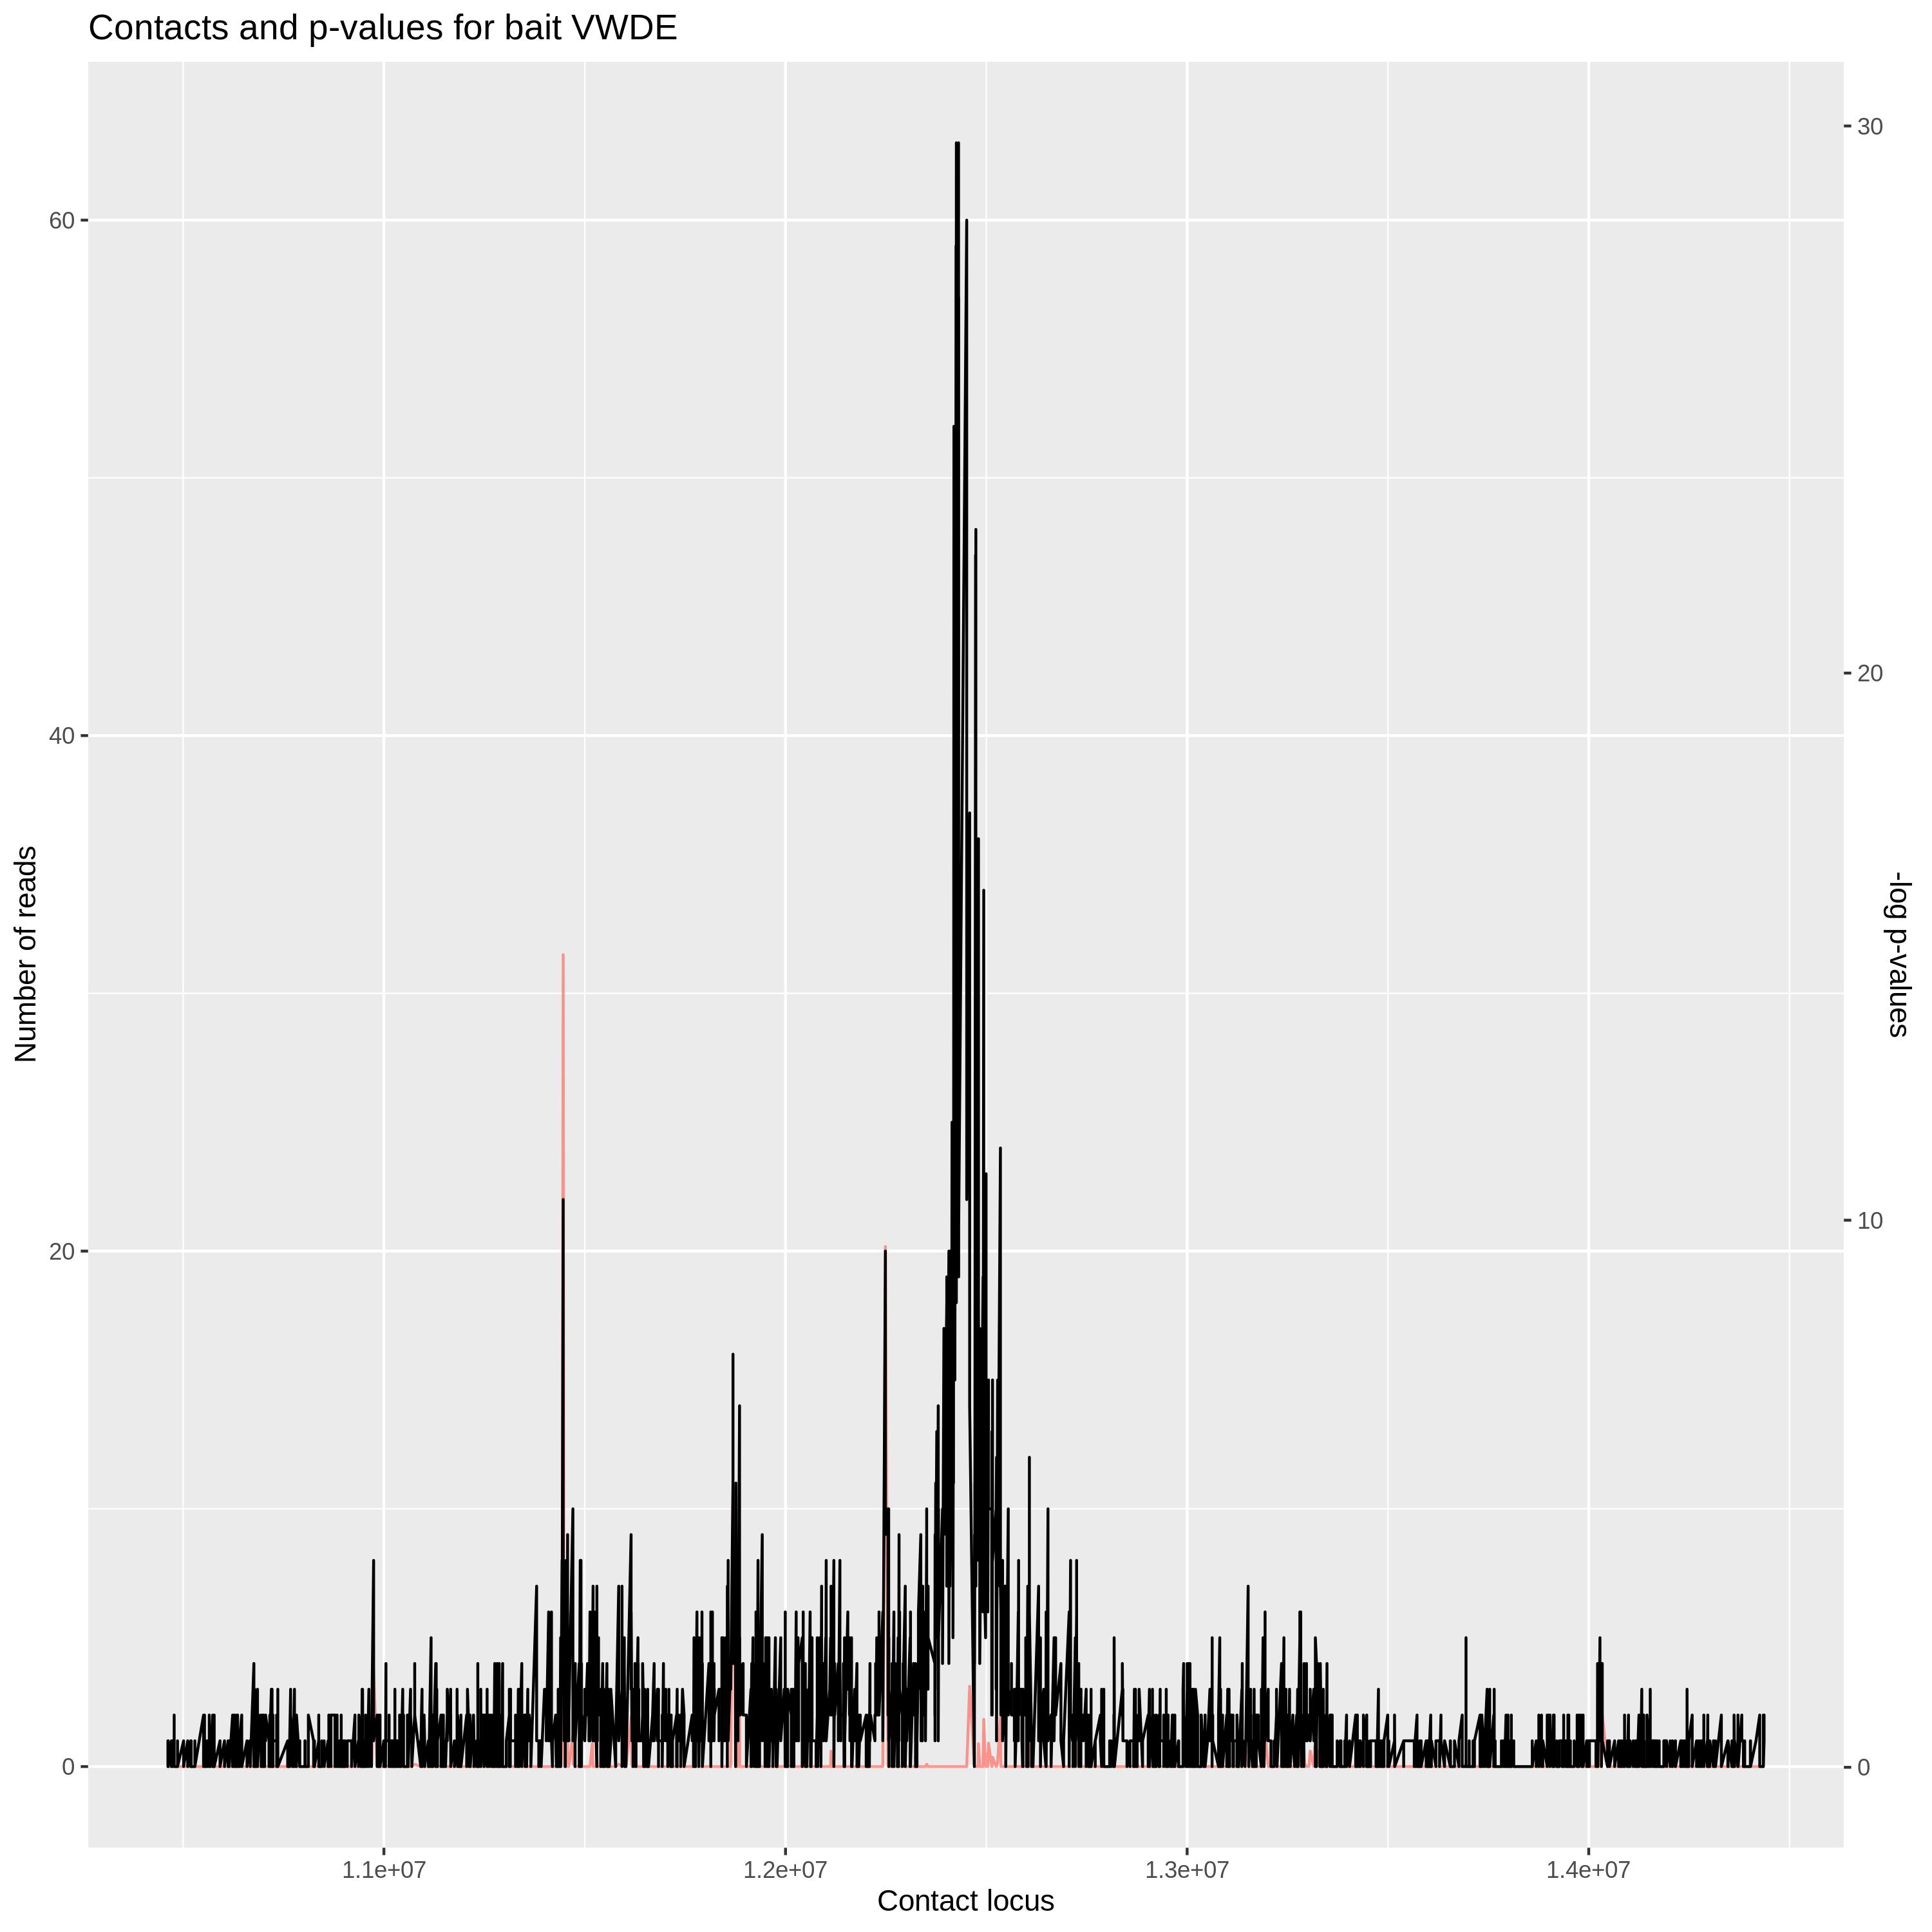 Contacts and p-values for bait VWDE
30
60
20
40
Number of reads
-log p-values
10
20
0
0
1.1e+07
1.2e+07
1.3e+07
1.4e+07
Contact locus